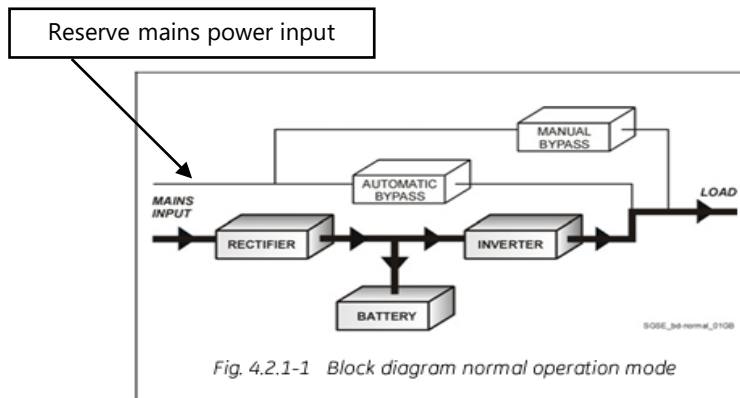 Reserve mains power input
MANUAL
BYPASS
AUTOMATIC
BYPASS
MAINS
INPUT
LOAD
RECTIFIER
INVERTER
BATTERY
SGSE_bd-normal_01GB
Fig. 4.2.1-1 Block diagram normal operation mode